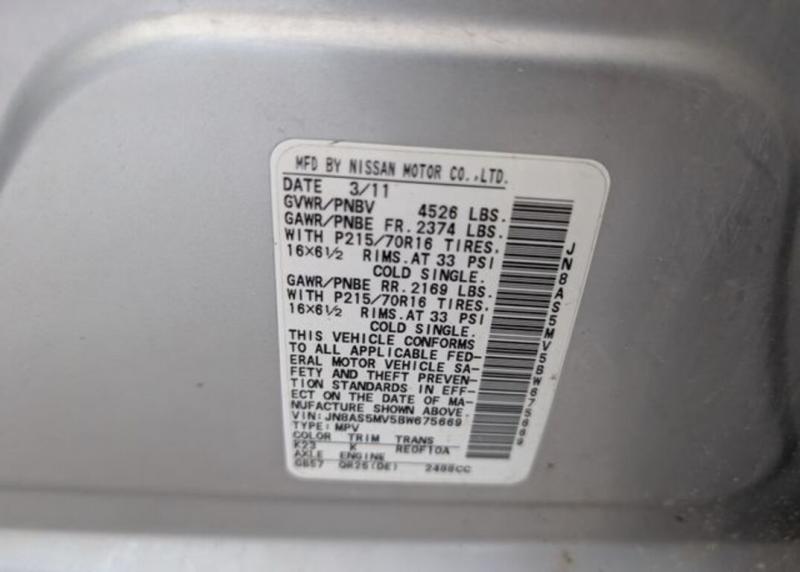 MFD BY NISSAN MOTOR CO.,LTD.
DATE 3/11
GVWR/PNBV 4526 LBS.
GAWR/PNBE FR. 2374 LBS.
WITH P215/70R16 TIRES.
16×6½ RIMS.AT 33 PSI
COLD SINGLE.
GAWR/PNBE RR. 2169 LBS.
WITH P215/70R16 TIRES.
16×6½ RIMS.AT 33 PSI
COLD SINGLE.
THIS VEHICLE CONFORMS
TO ALL APPLICABLE FED-
ERAL MOTOR VEHICLE SA-
FETY AND THEFT PREVEN-
TION STANDARDS IN EFF-
ECT ON THE DATE OF MA-
NUFACTURE SHOWN ABOVE.
VIN: JN8AS5MV5BW675669
TYPE: MPV
COLOR TRIM TRANS
K23 K RE0F10A
AXLE ENGINE
GB57 QR25(DE) 2488CC
JN8AS5MV5BW675669